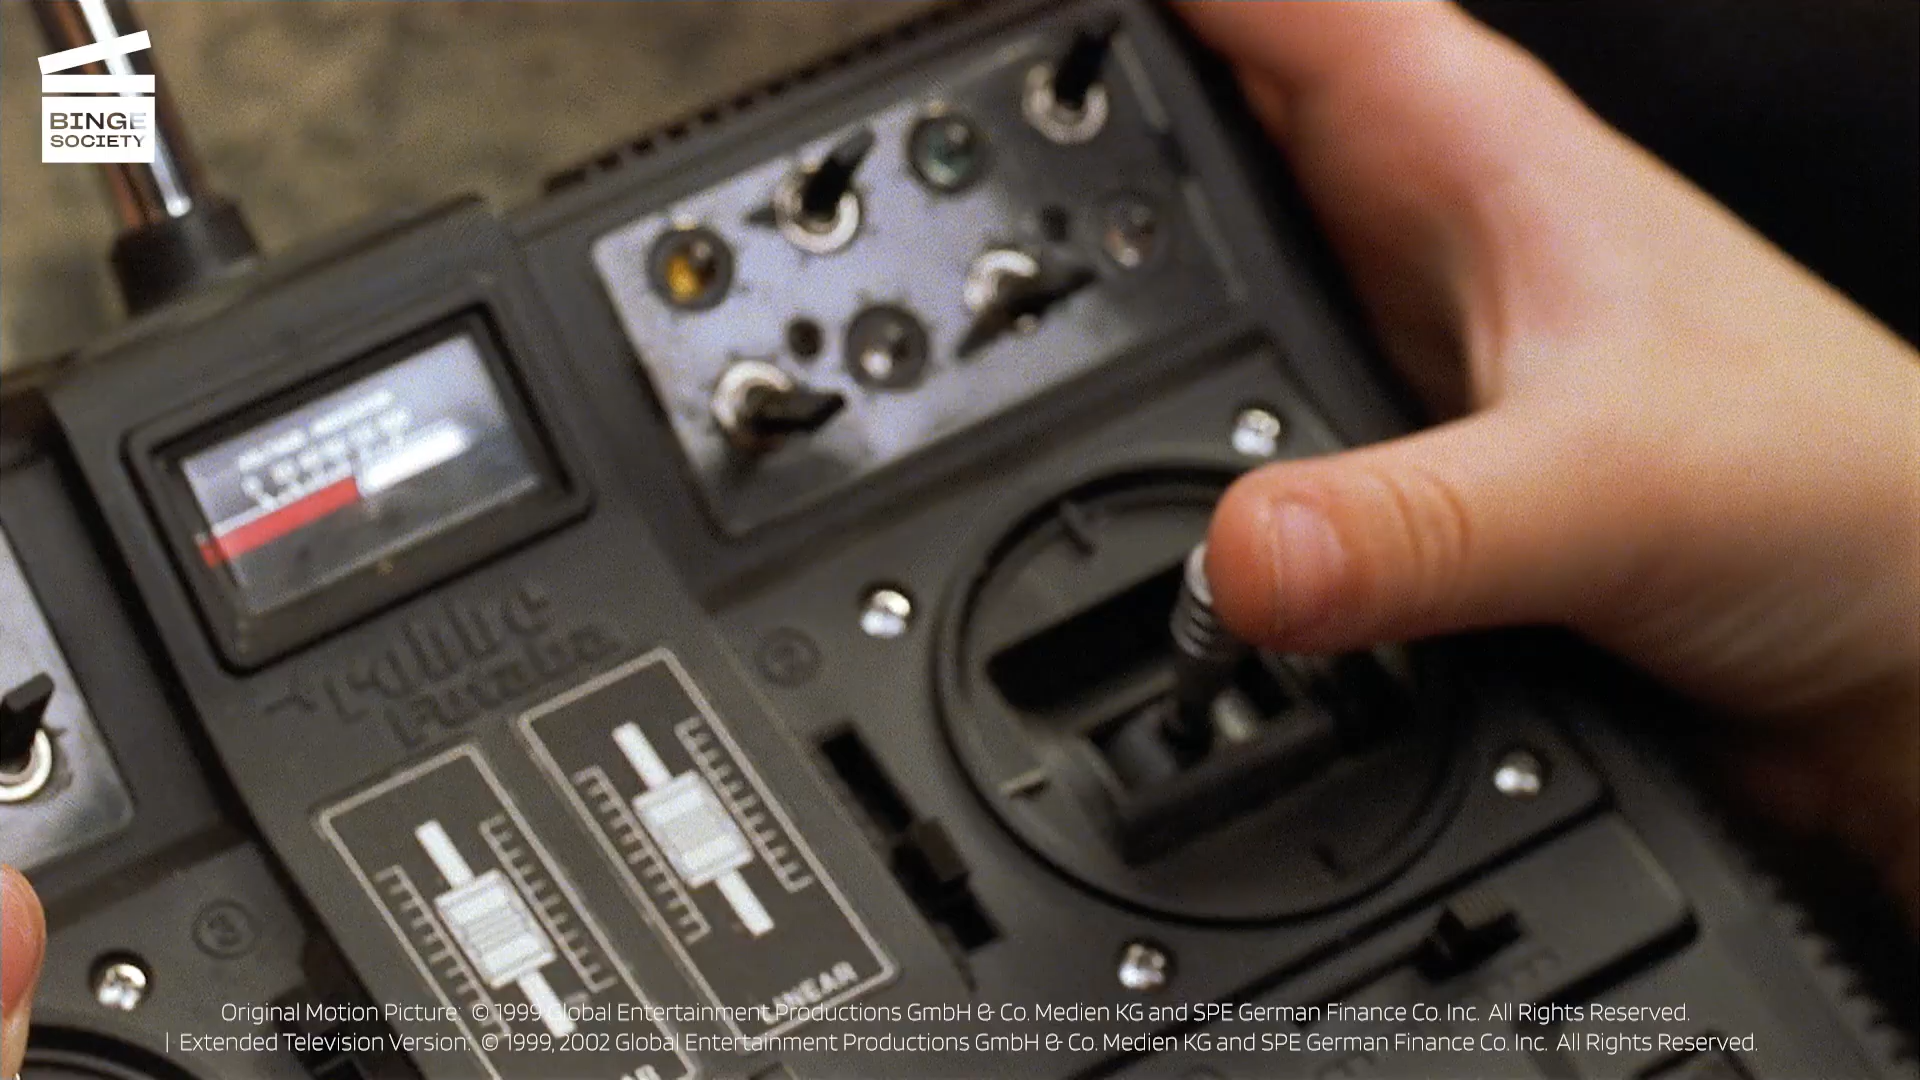 BINGE
SOCIETY
Futaba
Original Motion Picture: © 1999 Global Entertainment Productions GmbH & Co. Medien KG and SPE German Finance Co. Inc. All Rights Reserved.
| Extended Television Version: © 1999, 2002 Global Entertainment Productions GmbH & Co. Medien KG and SPE German Finance Co. Inc. All Rights Reserved.